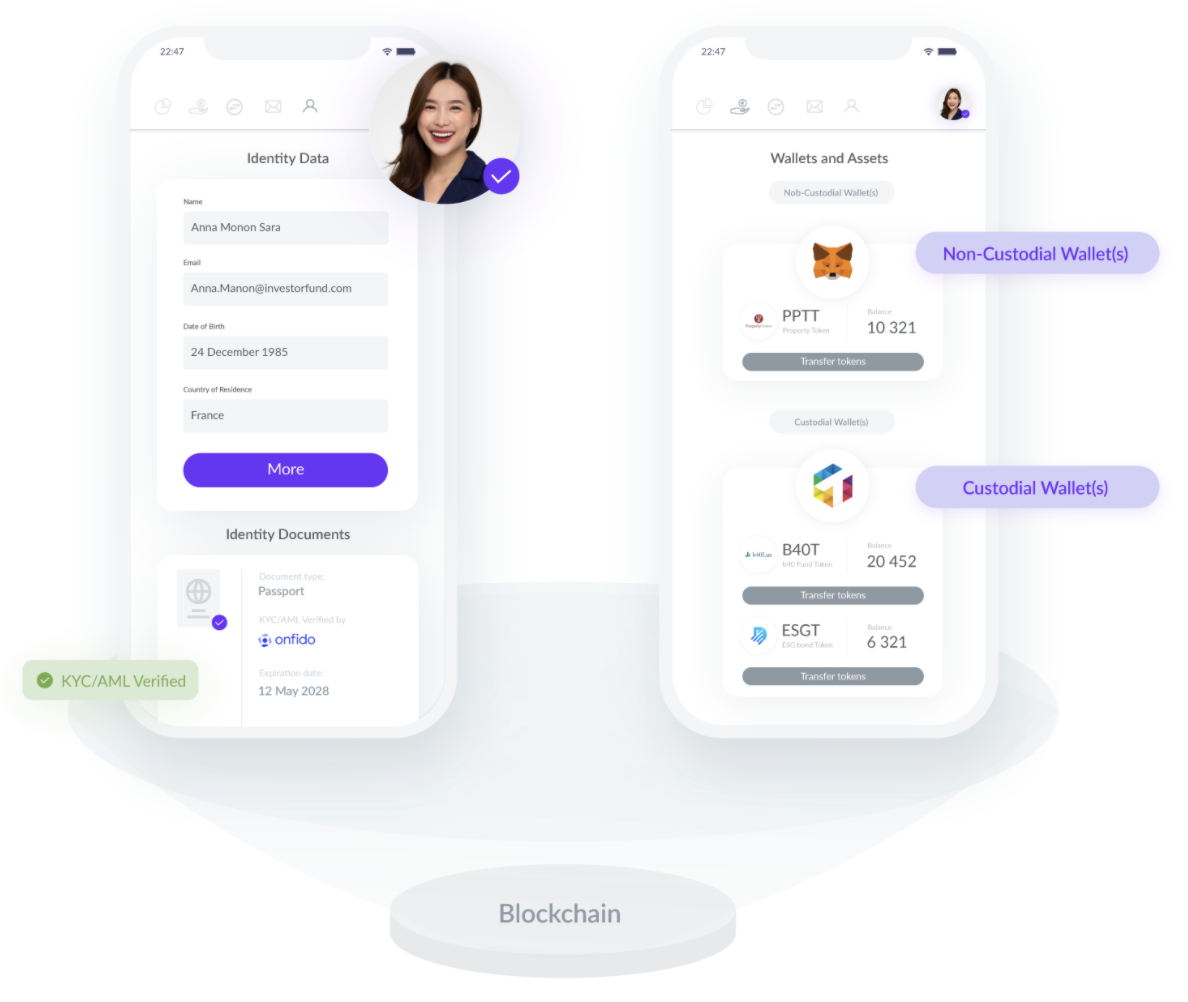 22:47
Identity Data
Name
Anna Monon Sara
Email
Anna.Manon@investorfund.com
Date of Birth
24 December 1985
Country of Residence
France
More
Identity Documents
Document type:
Passport
KYC/AML Verified by
onfido
Expiration date:
12 May 2028
KYC/AML Verified
22:47
Wallets and Assets
Nob-Custodial Wallet(s)
Non-Custodial Wallet(s)
PPTT
Property Token
Balance
10 321
Transfer tokens
Custodial Wallet(s)
Custodial Wallet(s)
B40T
b40 Fund Token
Balance
20 452
Transfer tokens
ESGT
ESG bond Token
Balance
6 321
Transfer tokens
Blockchain